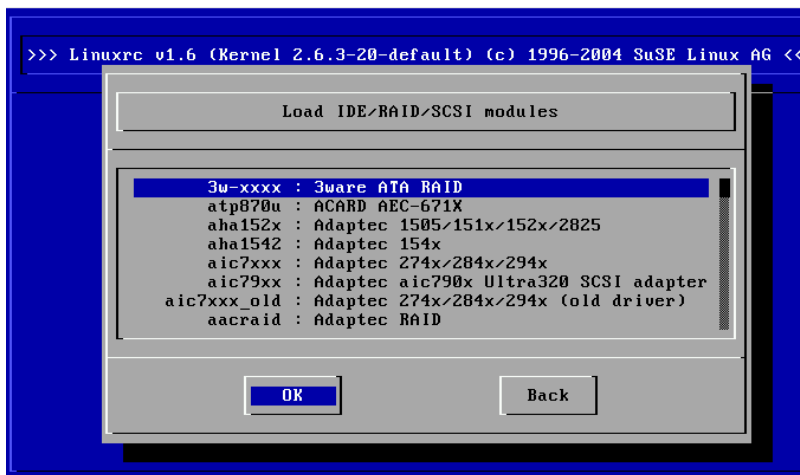 >>> Linuxrc v1.6 (Kernel 2.6.3-20-default) (c) 1996-2004 SuSE Linux AG <<
Load IDE/RAID/SCSI modules
3w-xxxx : 3ware ATA RAID
atp870u : ACARD AEC-671X
aha152x : Adaptec 1505/151x/152x/2825
aha1542 : Adaptec 154x
aic7xxx : Adaptec 274x/284x/294x
aic79xx : Adaptec aic790x Ultra320 SCSI adapter
aic7xxx_old : Adaptec 274x/284x/294x (old driver)
aacraid : Adaptec RAID
OK Back